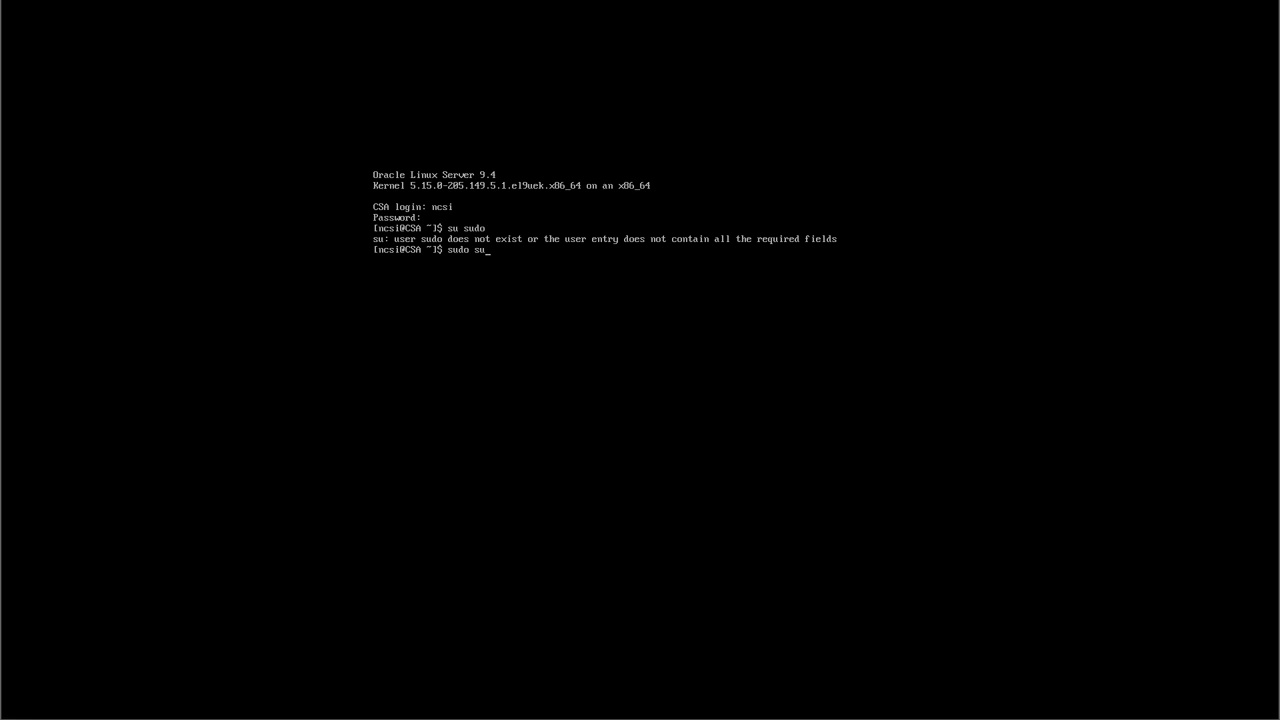 Oracle Linux Server 9.4
Kernel 5.15.0-205.149.5.1.el9uek.x86_64 on an x86_64
CSA login: ncsi
Password:
[ncsi@CSA ~]$ su sudo
su: user sudo does not exist or the user entry does not contain all the required fields
[ncsi@CSA ~]$ sudo su_